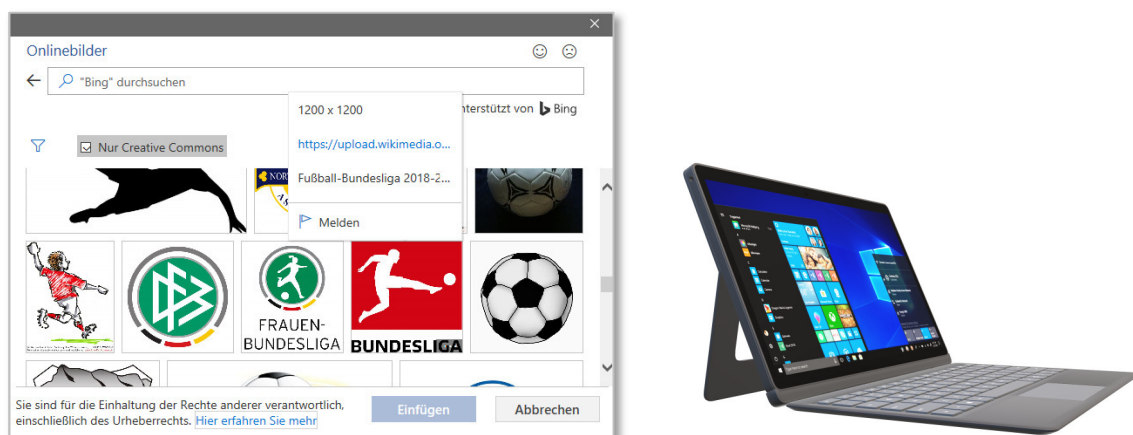 Onlinebilder
"Bing" durchsuchen
1200 x 1200
nterstützt von Bing
https://upload.wikimedia.o...
Nur Creative Commons
Fußball-Bundesliga 2018-2...
NOR
Melden
FRAUEN-
BUNDESLIGA
BUNDESLIGA
Sie sind für die Einhaltung der Rechte anderer verantwortlich,
einschließlich des Urheberrechts. Hier erfahren Sie mehr
Einfügen
Abbrechen